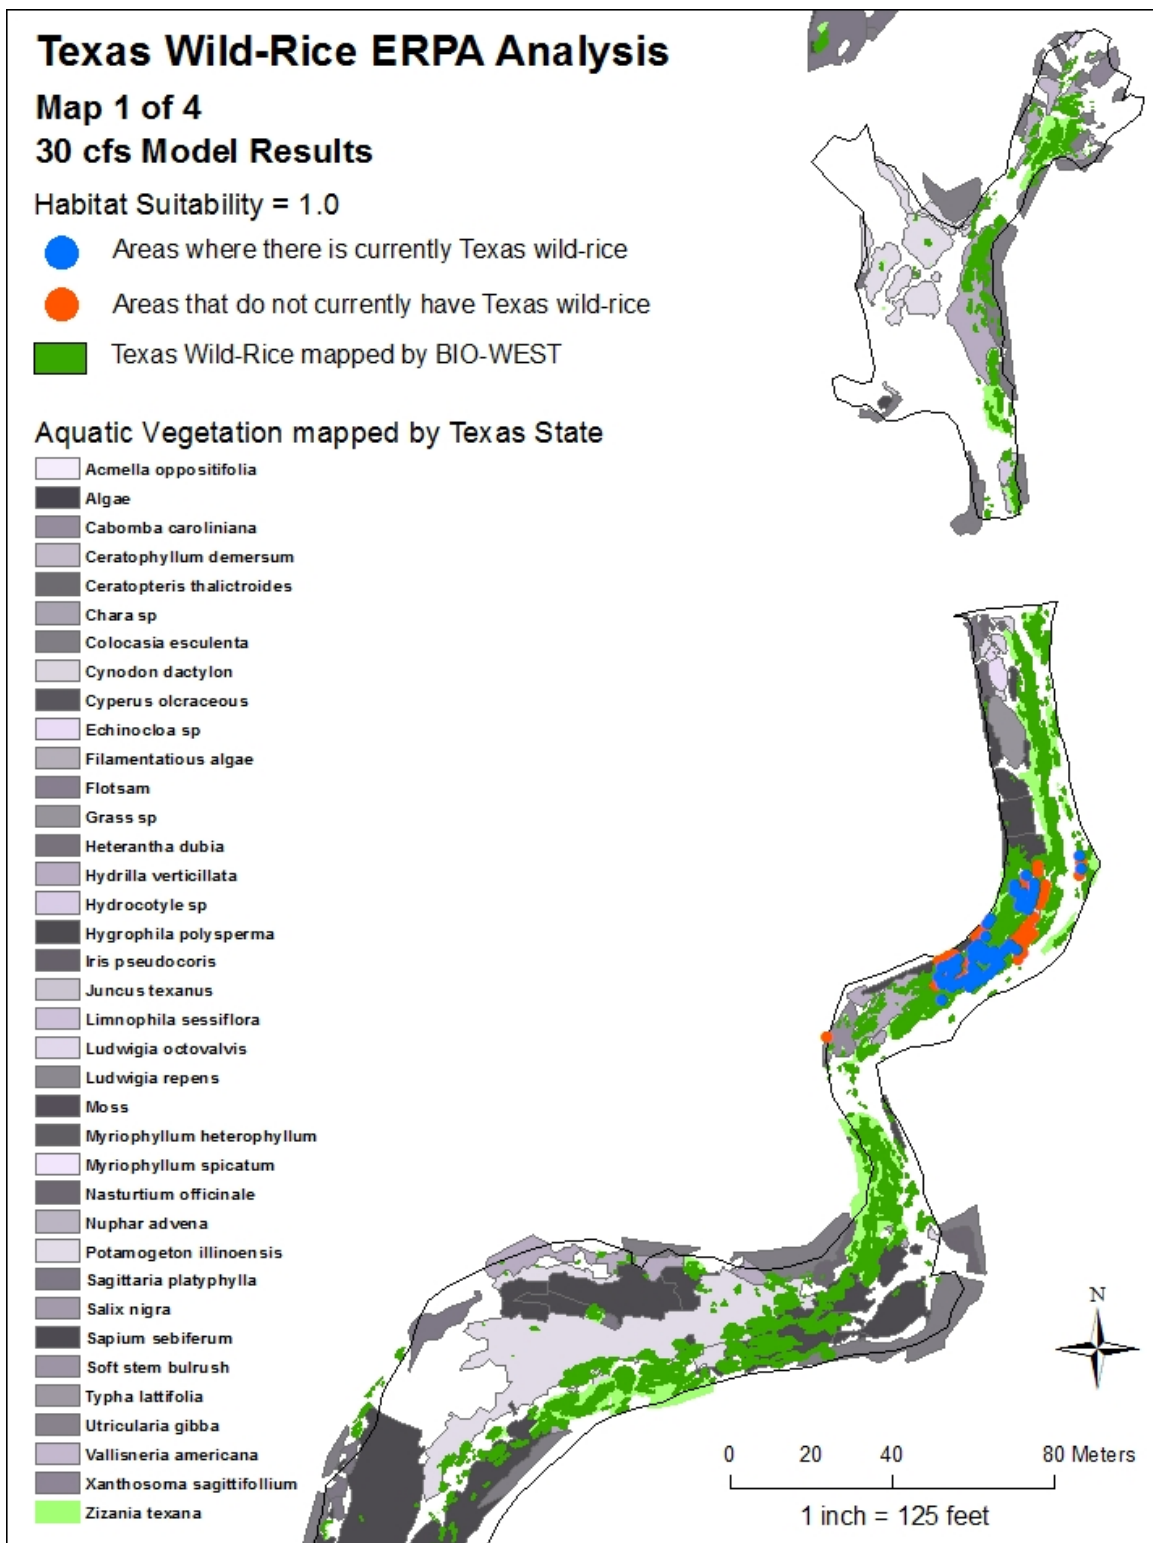 Texas Wild-Rice ERPA Analysis
Map 1 of 4
30 cfs Model Results
Habitat Suitability = 1.0
Areas where there is currently Texas wild-rice
Areas that do not currently have Texas wild-rice
Texas Wild-Rice mapped by BIO-WEST
Aquatic Vegetation mapped by Texas State
Acmella oppositifolia
Algae
Cabomba caroliniana
Ceratophyllum demersum
Ceratopteris thalictroides
Chara sp
Colocasia esculenta
Cynodon dactylon
Cyperus olcraceous
Echinocloa sp
Filamentatious algae
Flotsam
Grass sp
Heterantha dubia
Hydrilla verticillata
Hydrocotyle sp
Hygrophila polysperma
Iris pseudocoris
Juncus texanus
Limnophila sessiflora
Ludwigia octovalvis
Ludwigia repens
Moss
Myriophyllum heterophyllum
Myriophyllum spicatum
Nasturtium officinale
Nuphar advena
Potamogeton illinoensis
Sagittaria platyphylla
Salix nigra
Sapium sebiferum
Soft stem bulrush
Typha lattifolia
Utricularia gibba
Vallisneria americana
Xanthosoma sagittifollium
Zizania texana
N
0 20 40 80 Meters
1 inch = 125 feet